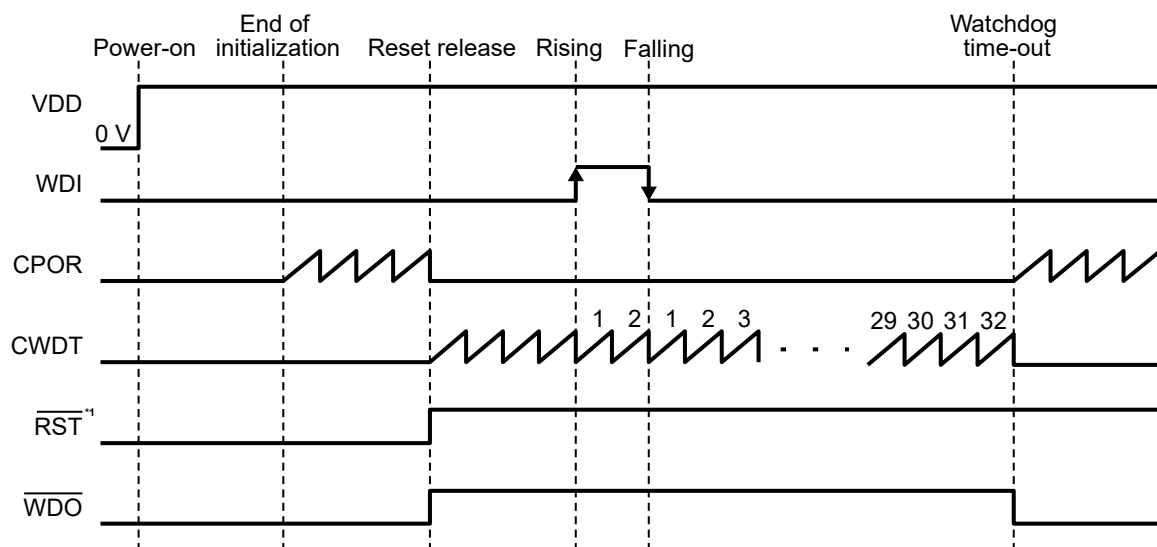 Power-on
End of
initialization
Reset release
Rising
Falling
Watchdog
time-out
VDD
0 V
WDI
CPOR
CWDT
1 2 1 2 3 29 30 31 32
RST*1
WDO